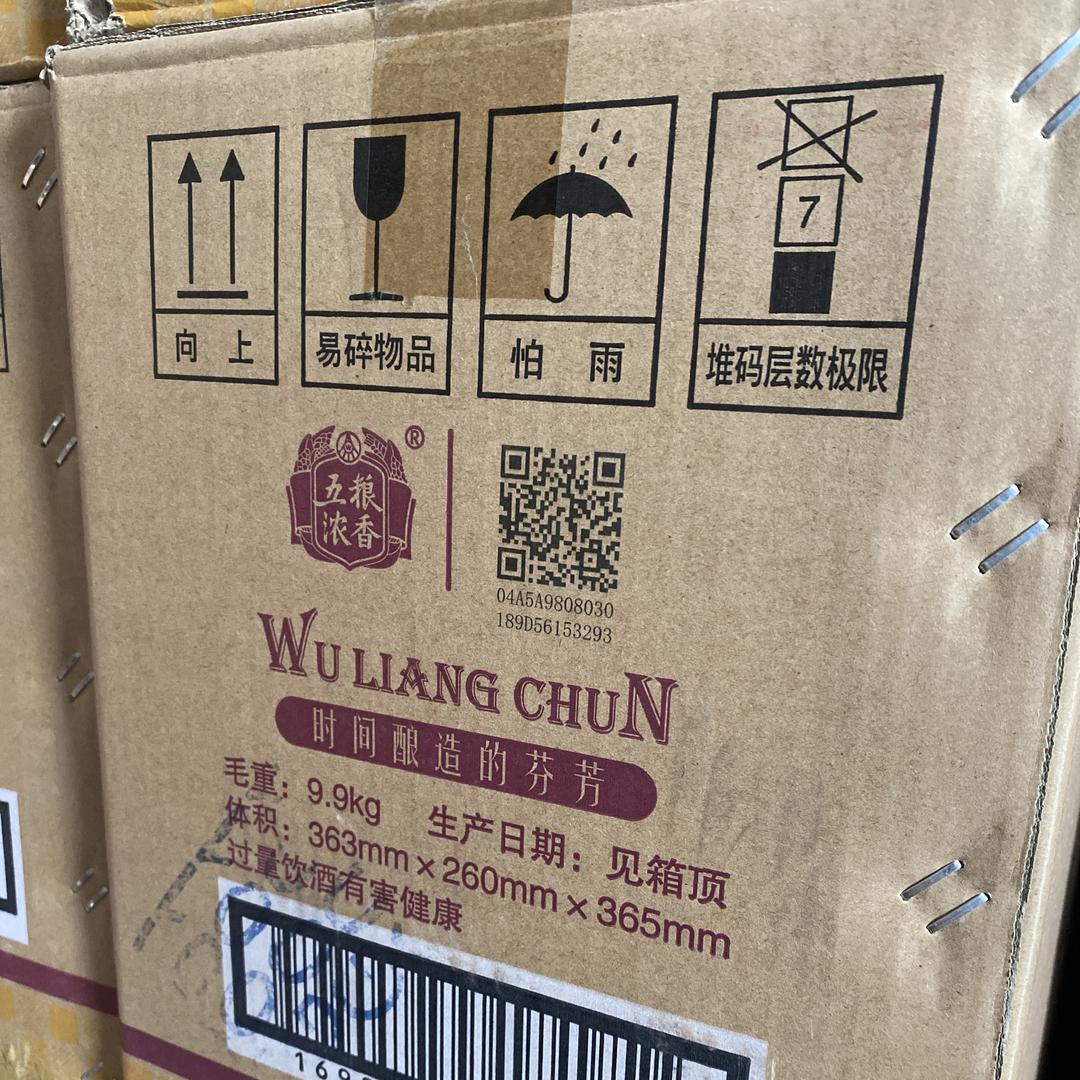 7
向 上
易碎物品
怕 雨
堆码层数极限
®
五粮
浓香
04A5A9808030
189D56153293
WU LIANG CHUN
时间酿造的芬芳
毛重：9.9kg 生产日期：见箱顶
体积：363mm×260mm×365mm
过量饮酒有害健康
169